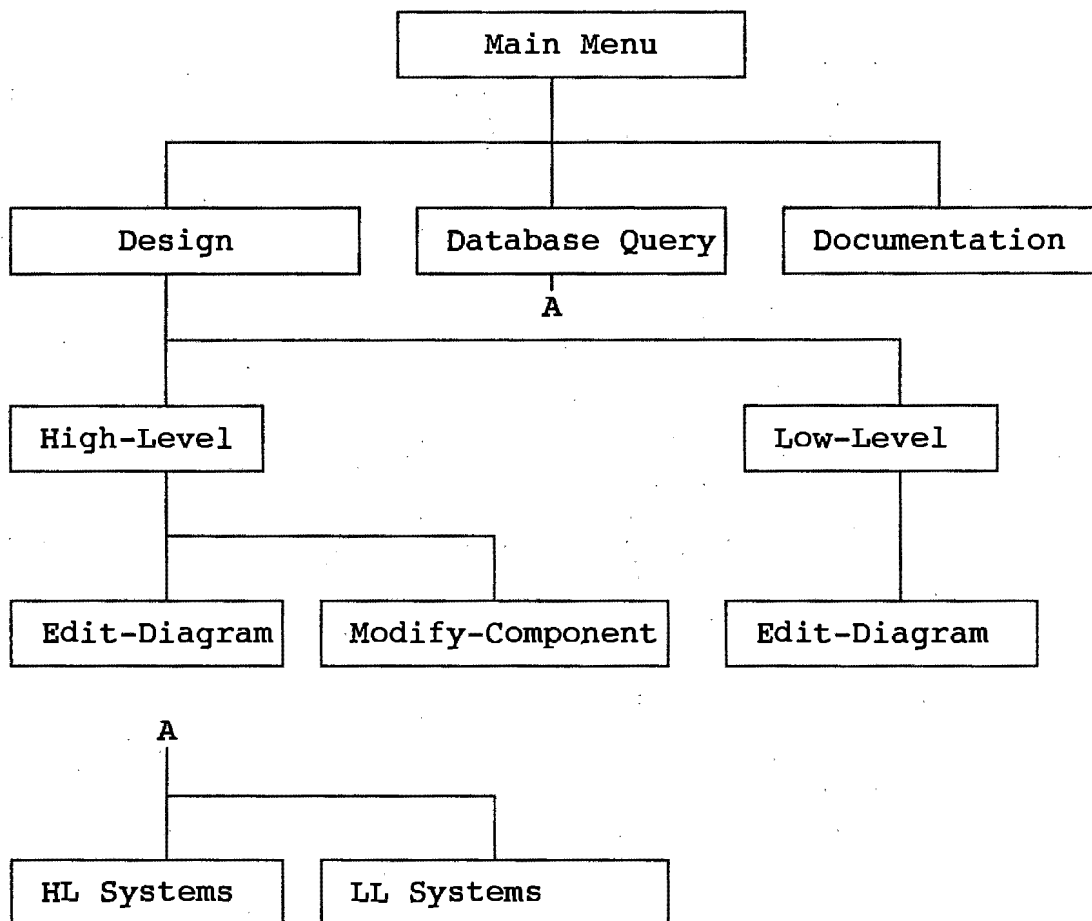 Main Menu
Design
Database Query
Documentation
A
High-Level
Low-Level
Edit-Diagram
Modify-Component
Edit-Diagram
A
HL Systems
LL Systems